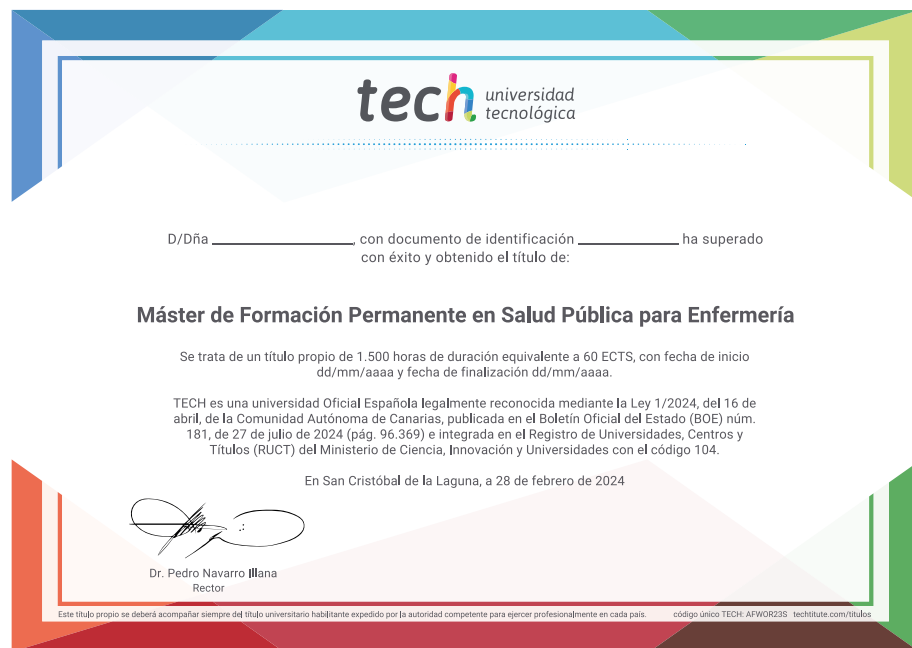 tech universidad
tecnológica
D/Dña ______________, con documento de identificación __________ ha superado
con éxito y obtenido el título de:
Máster de Formación Permanente en Salud Pública para Enfermería
Se trata de un título propio de 1.500 horas de duración equivalente a 60 ECTS, con fecha de inicio
dd/mm/aaaa y fecha de finalización dd/mm/aaaa.
TECH es una universidad Oficial Española legalmente reconocida mediante la Ley 1/2024, del 16 de
abril, de la Comunidad Autónoma de Canarias, publicada en el Boletín Oficial del Estado (BOE) núm.
181, de 27 de julio de 2024 (pág. 96.369) e integrada en el Registro de Universidades, Centros y
Títulos (RUCT) del Ministerio de Ciencia, Innovación y Universidades con el código 104.
En San Cristóbal de la Laguna, a 28 de febrero de 2024
Dr. Pedro Navarro Illana
Rector
Este título propio se deberá acompañar siempre del título universitario habilitante expedido por la autoridad competente para ejercer profesionalmente en cada país. código único TECH: AFWOR23S techtitute.com/titulos